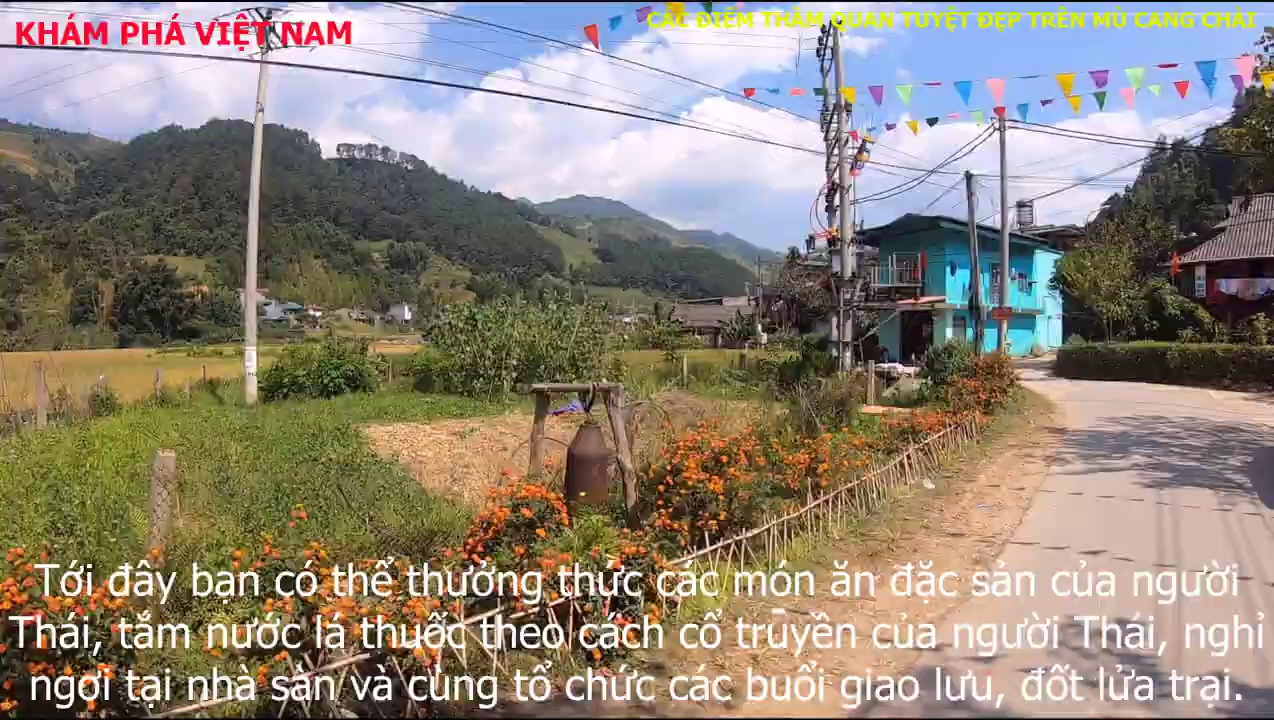 KHÁM PHÁ VIỆT NAM
CÁC ĐIỂM THĂM QUAN TUYỆT ĐẸP TRÊN MÙ CANG CHẢI
Tới đây bạn có thể thưởng thức các món ăn đặc sản của người
Thái, tắm nước lá thuốc theo cách cổ truyền của người Thái, nghỉ
ngơi tại nhà sàn và cùng tổ chức các buổi giao lưu, đốt lửa trại.